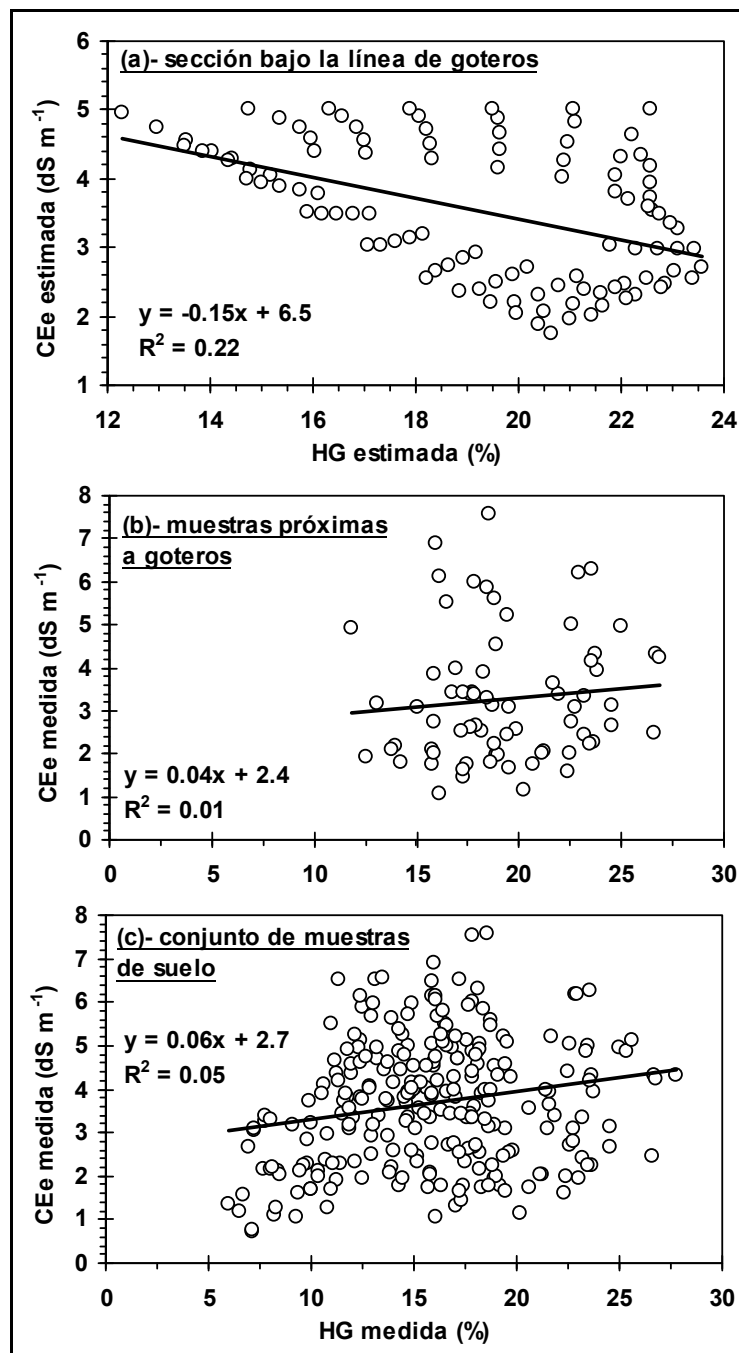 (a)- sección bajo la línea de goteros
CEe estimada (dS m-1)
6
5
4
3
2
1
y = -0.15x + 6.5
R2 = 0.22
12 14 16 18 20 22 24
HG estimada (%)
(b)- muestras próximas
a goteros
CEe medida (dS m-1)
8
7
6
5
4
3
2
1
0
y = 0.04x + 2.4
R2 = 0.01
0 5 10 15 20 25 30
(c)- conjunto de muestras
de suelo
CEe medida (dS m-1)
8
7
6
5
4
3
2
1
0
y = 0.06x + 2.7
R2 = 0.05
0 5 10 15 20 25 30
HG medida (%)